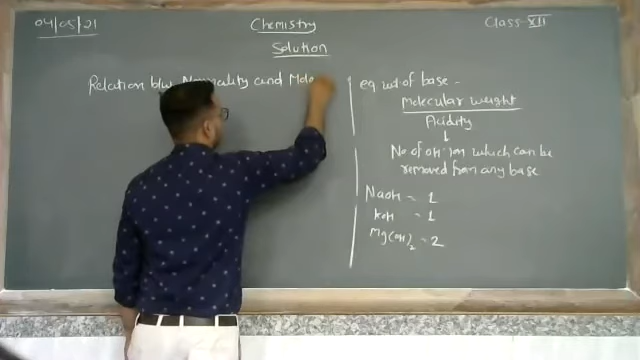 04/05/21
Chemistry
Class-XII
Solution
Relation b/w Normality and Mola
eq wt of base -
Molecular weight
Acidity
↓
No of OH⁻ ion which can be
removed from any base
NaOH = 1
KOH = 1
Mg(OH)₂ = 2